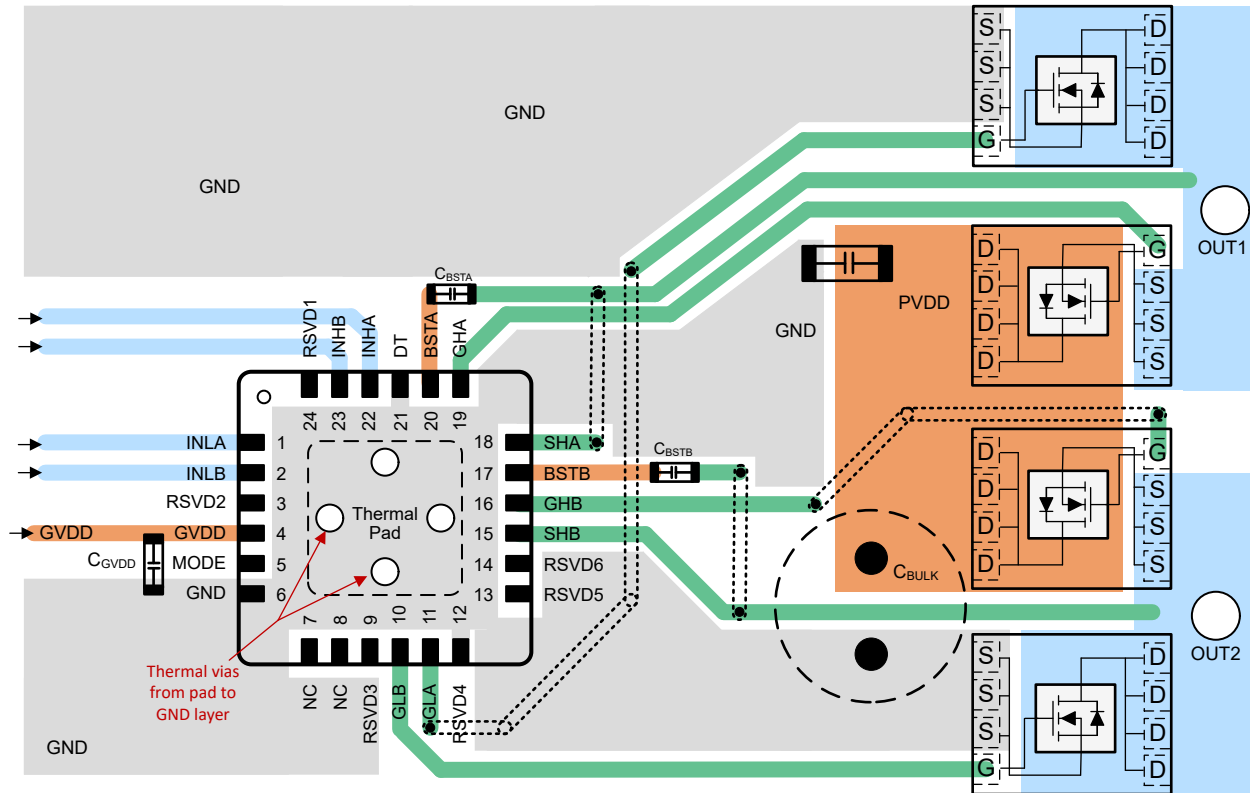 S
D
S
D
S
D
G
D
GND
GND
OUT1
D
G
D
S
D
S
D
S
PVDD
GND
CBSTA
RSVD1
INHB
INHA
DT
BSTA
GHA
24
23
22
21
20
19
INLA
1
18
SHA
INLB
2
17
BSTB
CBSTB
RSVD2
3
16
GHB
GVDD
GVDD
4
15
SHB
MODE
5
14
RSVD6
GND
6
13
RSVD5
CGVDD
Thermal
Pad
7
8
9
10
11
12
NC
NC
RSVD3
GLB
GLA
RSVD4
Thermal vias
from pad to
GND layer
GND
CBULK
D
G
D
S
D
S
D
S
OUT2
S
D
S
D
S
D
G
D